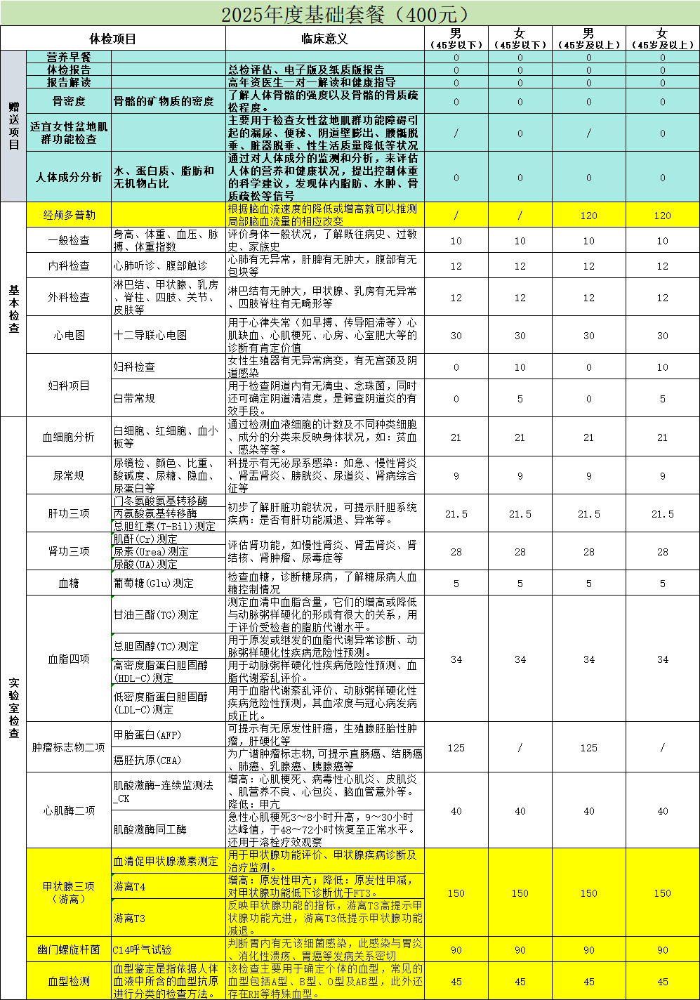 2025年度基础套餐（400元）
体检项目 临床意义 男 女 男 女
（45岁以下） （45岁以下） （45岁及以上） （45岁及以上）
赠送项目
营养早餐 0 0 0 0
体检报告 总检评估、电子版及纸质版报告 0 0 0 0
报告解读 高年资医生一对一解读和健康指导 0 0 0 0
骨密度 骨骼的矿物质的密度
了解人体骨骼的强度以及骨骼的骨质疏
松程度。
0 0 0 0
适宜女性盆地肌
群功能检查
主要用于检查女性盆地肌群功能障碍引
起的漏尿、便秘、阴道壁膨出、腰骶脱
垂、脏器脱垂、性生活质量降低等状况
/ 0 / 0
人体成分分析
水、蛋白质、脂肪和
无机物占比
通过对人体成分的监测和分析，来评估
人体的营养和健康状况，提出控制体重
的科学建议，发现体内脂肪、水肿、骨
质疏松等信号
0 0 0 0
基本检查
经颅多普勒
根据脑血流速度的降低或增高就可以推测
局部脑血流量的相应改变
/ / 120 120
一般检查
身高、体重、血压、脉
搏、体重指数
评价身体一般状况，了解既往病史、过敏
史、家族史
10 10 10 10
内科检查
心肺听诊、腹部触诊
心肺有无异常，肝脾有无肿大，腹部有无
包块等
12 12 12 12
外科检查
淋巴结、甲状腺、乳房
、脊柱、四肢、关节、
皮肤等
淋巴结有无肿大，甲状腺、乳房有无异常
、四肢脊柱有无畸形等
12 12 12 12
心电图
十二导联心电图
用于心律失常（如早搏、传导阻滞等）心
肌缺血、心肌梗死、心房、心室肥大等的
诊断有肯定价值
30 30 30 30
妇科项目
妇科检查
女性生殖器有无异常病变，有无宫颈及阴
道感染
0 10 0 10
白带常规
用于检查阴道内有无滴虫、念珠菌，同时
还可确定阴道清洁度，是筛查阴道炎的有
效手段。
0 5 0 5
实验室检查
血细胞分析
白细胞、红细胞、血小
板等
通过检测血液细胞的计数及不同种类细胞
、成分的分类来反映身体状况，如：贫血
、感染等等。
21 21 21 21
尿常规
尿镜检、颜色、比重、
酸碱度、尿糖、隐血、
尿蛋白等
科提示有无泌尿系感染：如急、慢性肾炎
、肾盂肾炎、膀胱炎、尿道炎、肾病综合
征等
9 9 9 9
肝功三项
门冬氨酸氨基转移酶
丙氨酸氨基转移酶
总胆红素(T-Bil)测定
初步了解肝脏功能状况，可提示肝胆系统
疾病：是否有肝功能减退、异常等。
21.5 21.5 21.5 21.5
肾功三项
肌酐(Cr)测定
尿素(Urea)测定
尿酸(UA)测定
评估肾功能，如慢性肾炎、肾盂肾炎、肾
结核、肾肿瘤、尿毒症等
28 28 28 28
血糖
葡萄糖(Glu)测定
检查血糖，诊断糖尿病，了解糖尿病人血
糖控制情况
5 5 5 5
血脂四项
甘油三酯(TG)测定
测定血清中血脂含量，它们的增高或降低
与动脉粥样硬化的形成有很大的关系，用
于评价受检者的脂肪代谢水平。
总胆固醇(TC)测定
用于原发或继发的血脂代谢异常诊断、动
脉粥样硬化性疾病危险性预测。
高密度脂蛋白胆固醇
(HDL-C)测定
用于动脉粥样硬化性疾病危险性预测、血
脂代谢紊乱评价。
低密度脂蛋白胆固醇
(LDL-C)测定
用于血脂代谢紊乱评价、动脉粥样硬化性
疾病危险性预测，其血浓度与冠心病发病
成正比。
34 34 34 34
肿瘤标志物二项
甲胎蛋白(AFP)
可提示有无原发性肝癌，生殖腺胚胎性肿
瘤，肝硬化等
癌胚抗原(CEA)
为广谱肿瘤标志物,可提示直肠癌、结肠癌
、肺癌、乳腺癌、胰腺癌等
125 / 125 /
心肌酶二项
肌酸激酶-连续监测法
_CK
增高：心肌梗死、病毒性心肌炎、皮肌炎
、肌营养不良、心包炎、脑血管意外等。
降低：甲亢
肌酸激酶同工酶
急性心肌梗死3～8小时升高，9～30小时
达峰值，于48～72小时恢复至正常水平。
还用于溶栓疗效观察
40 40 40 40
甲状腺三项
（游离）
血清促甲状腺激素测定
用于甲状腺功能评价、甲状腺疾病诊断及
治疗监测。
游离T4
增高：原发性甲亢；降低：原发性甲减，
对甲状腺功能低下诊断优于FT3。
游离T3
反映甲状腺功能的指标，游离T3高提示甲
状腺功能亢进，游离T3低提示甲状腺功能
减退。
150 150 150 150
幽门螺旋杆菌
C14呼气试验
判断胃内有无该细菌感染，此感染与胃炎
、消化性溃疡、胃癌等发病关系密切
90 90 90 90
血型检测
血型鉴定是指依据人体
血液中所含的血型抗原
进行分类的检查方法。
该检查主要用于确定个体的血型，常见的
血型包括A型、B型、O型及AB型，此外还
存在RH等特殊血型。
45 45 45 45